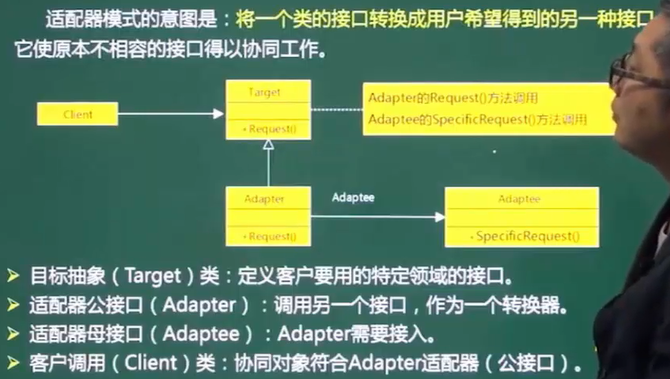 适配器模式的意图是：将一个类的接口转换成用户希望得到的另一种接口
它使原本不相容的接口得以协同工作。
Target
Client
Adapter的Request()方法调用
Adaptee的SpecificRequest()方法调用
Request()
Adapter
Adaptee
Adaptee
Request()
SpecificRequest()
目标抽象（Target）类：定义客户要用的特定领域的接口。
适配器公接口（Adapter）：调用另一个接口，作为一个转换器。
适配器母接口（Adaptee）：Adapter需要接入。
客户调用（Client）类：协同对象符合Adapter适配器（公接口）。